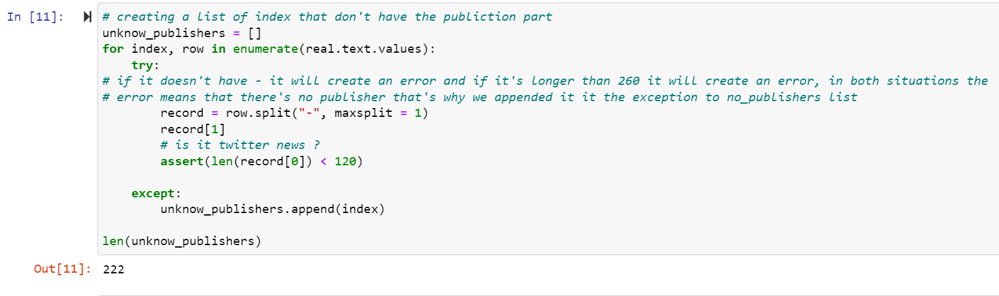 In [11]:
# creating a list of index that don't have the publiction part
unknow_publishers = []
for index, row in enumerate(real.text.values):
    try:
# if it doesn't have - it will create an error and if it's longer than 260 it will create an error, in both situations the
# error means that there's no publisher that's why we appended it it the exception to no_publishers list
        record = row.split("-", maxsplit = 1)
        record[1]
        # is it twitter news ?
        assert(len(record[0]) < 120)
    except:
        unknow_publishers.append(index)
len(unknow_publishers)
Out[11]: 222